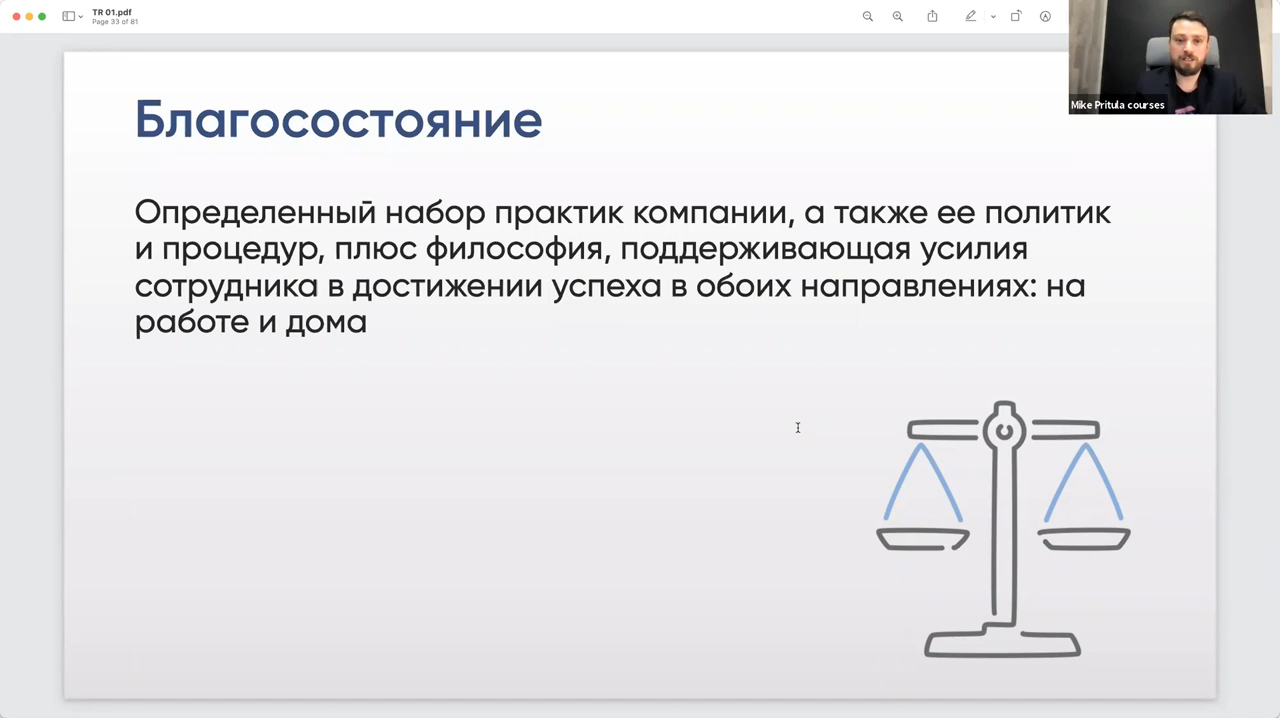 TR 01.pdf
Page 33 of 81
Mike Pritula courses
Благосостояние
Определенный набор практик компании, а также ее политик
и процедур, плюс философия, поддерживающая усилия
сотрудника в достижении успеха в обоих направлениях: на
работе и дома